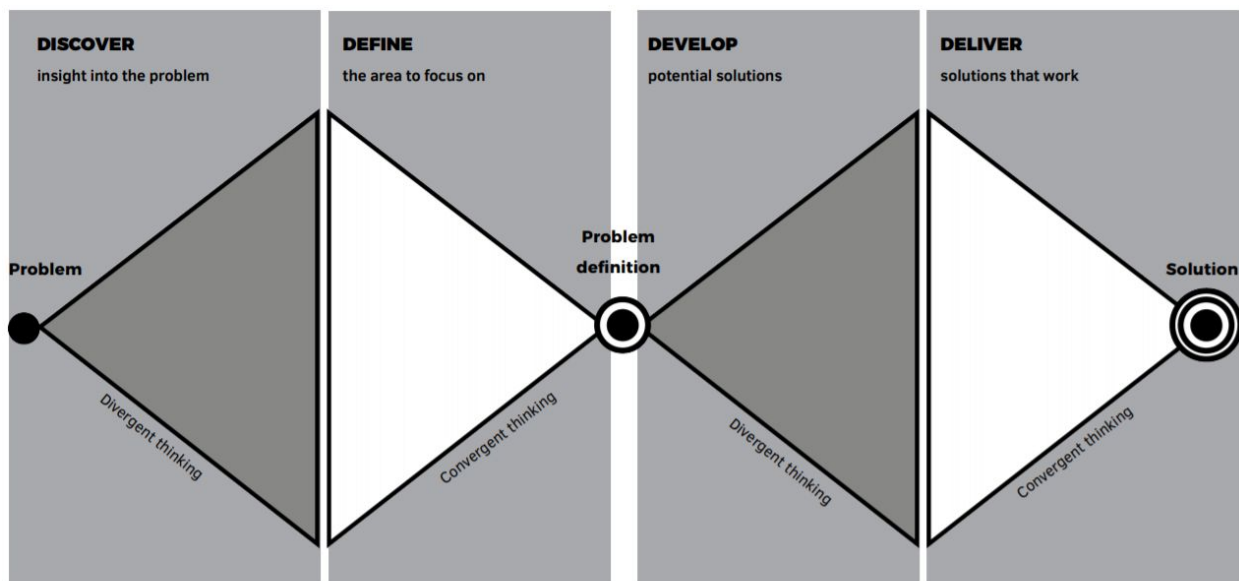 DISCOVER
insight into the problem
DEFINE
the area to focus on
DEVELOP
potential solutions
DELIVER
solutions that work
Problem
Problem
definition
Solution
Divergent thinking
Convergent thinking
Divergent thinking
Convergent thinking